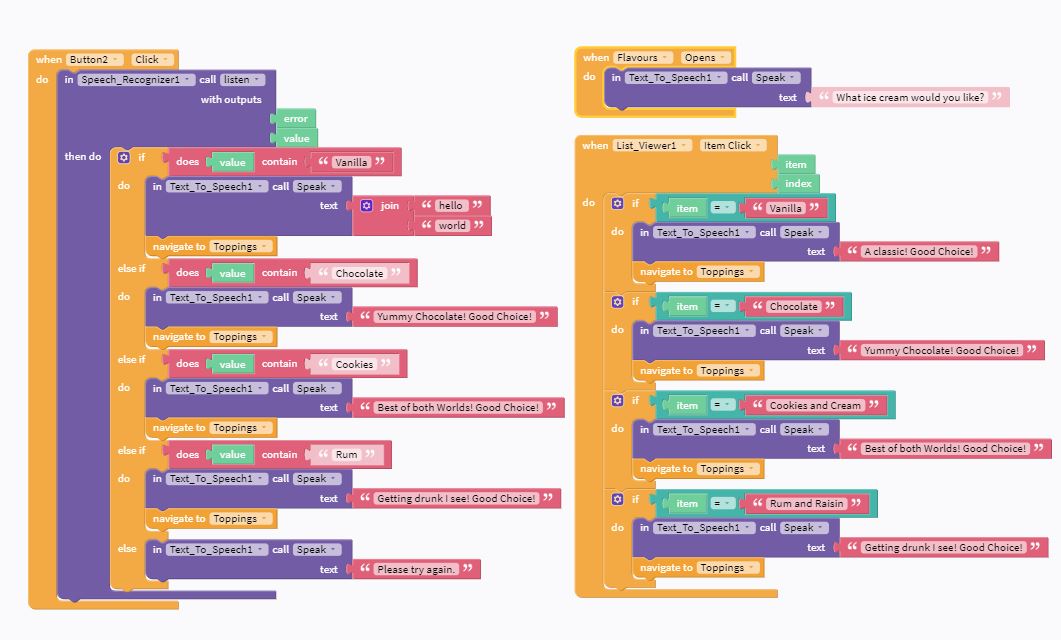 when Button2 Click
do in Speech_Recognizer1 call listen
with outputs
error
value
then do if does value contain “ Vanilla ”
do in Text_To_Speech1 call Speak
text join “ hello ”
“ world ”
navigate to Toppings
else if does value contain “ Chocolate ”
do in Text_To_Speech1 call Speak
text “ Yummy Chocolate! Good Choice! ”
navigate to Toppings
else if does value contain “ Cookies ”
do in Text_To_Speech1 call Speak
text “ Best of both Worlds! Good Choice! ”
navigate to Toppings
else if does value contain “ Rum ”
do in Text_To_Speech1 call Speak
text “ Getting drunk I see! Good Choice! ”
navigate to Toppings
else in Text_To_Speech1 call Speak
text “ Please try again. ”
when Flavours Opens
do in Text_To_Speech1 call Speak
text “ What ice cream would you like? ”
when List_Viewer1 Item Click
item
index
do if item = “ Vanilla ”
do in Text_To_Speech1 call Speak
text “ A classic! Good Choice! ”
navigate to Toppings
if item = “ Chocolate ”
do in Text_To_Speech1 call Speak
text “ Yummy Chocolate! Good Choice! ”
navigate to Toppings
if item = “ Cookies and Cream ”
do in Text_To_Speech1 call Speak
text “ Best of both Worlds! Good Choice! ”
navigate to Toppings
if item = “ Rum and Raisin ”
do in Text_To_Speech1 call Speak
text “ Getting drunk I see! Good Choice! ”
navigate to Toppings